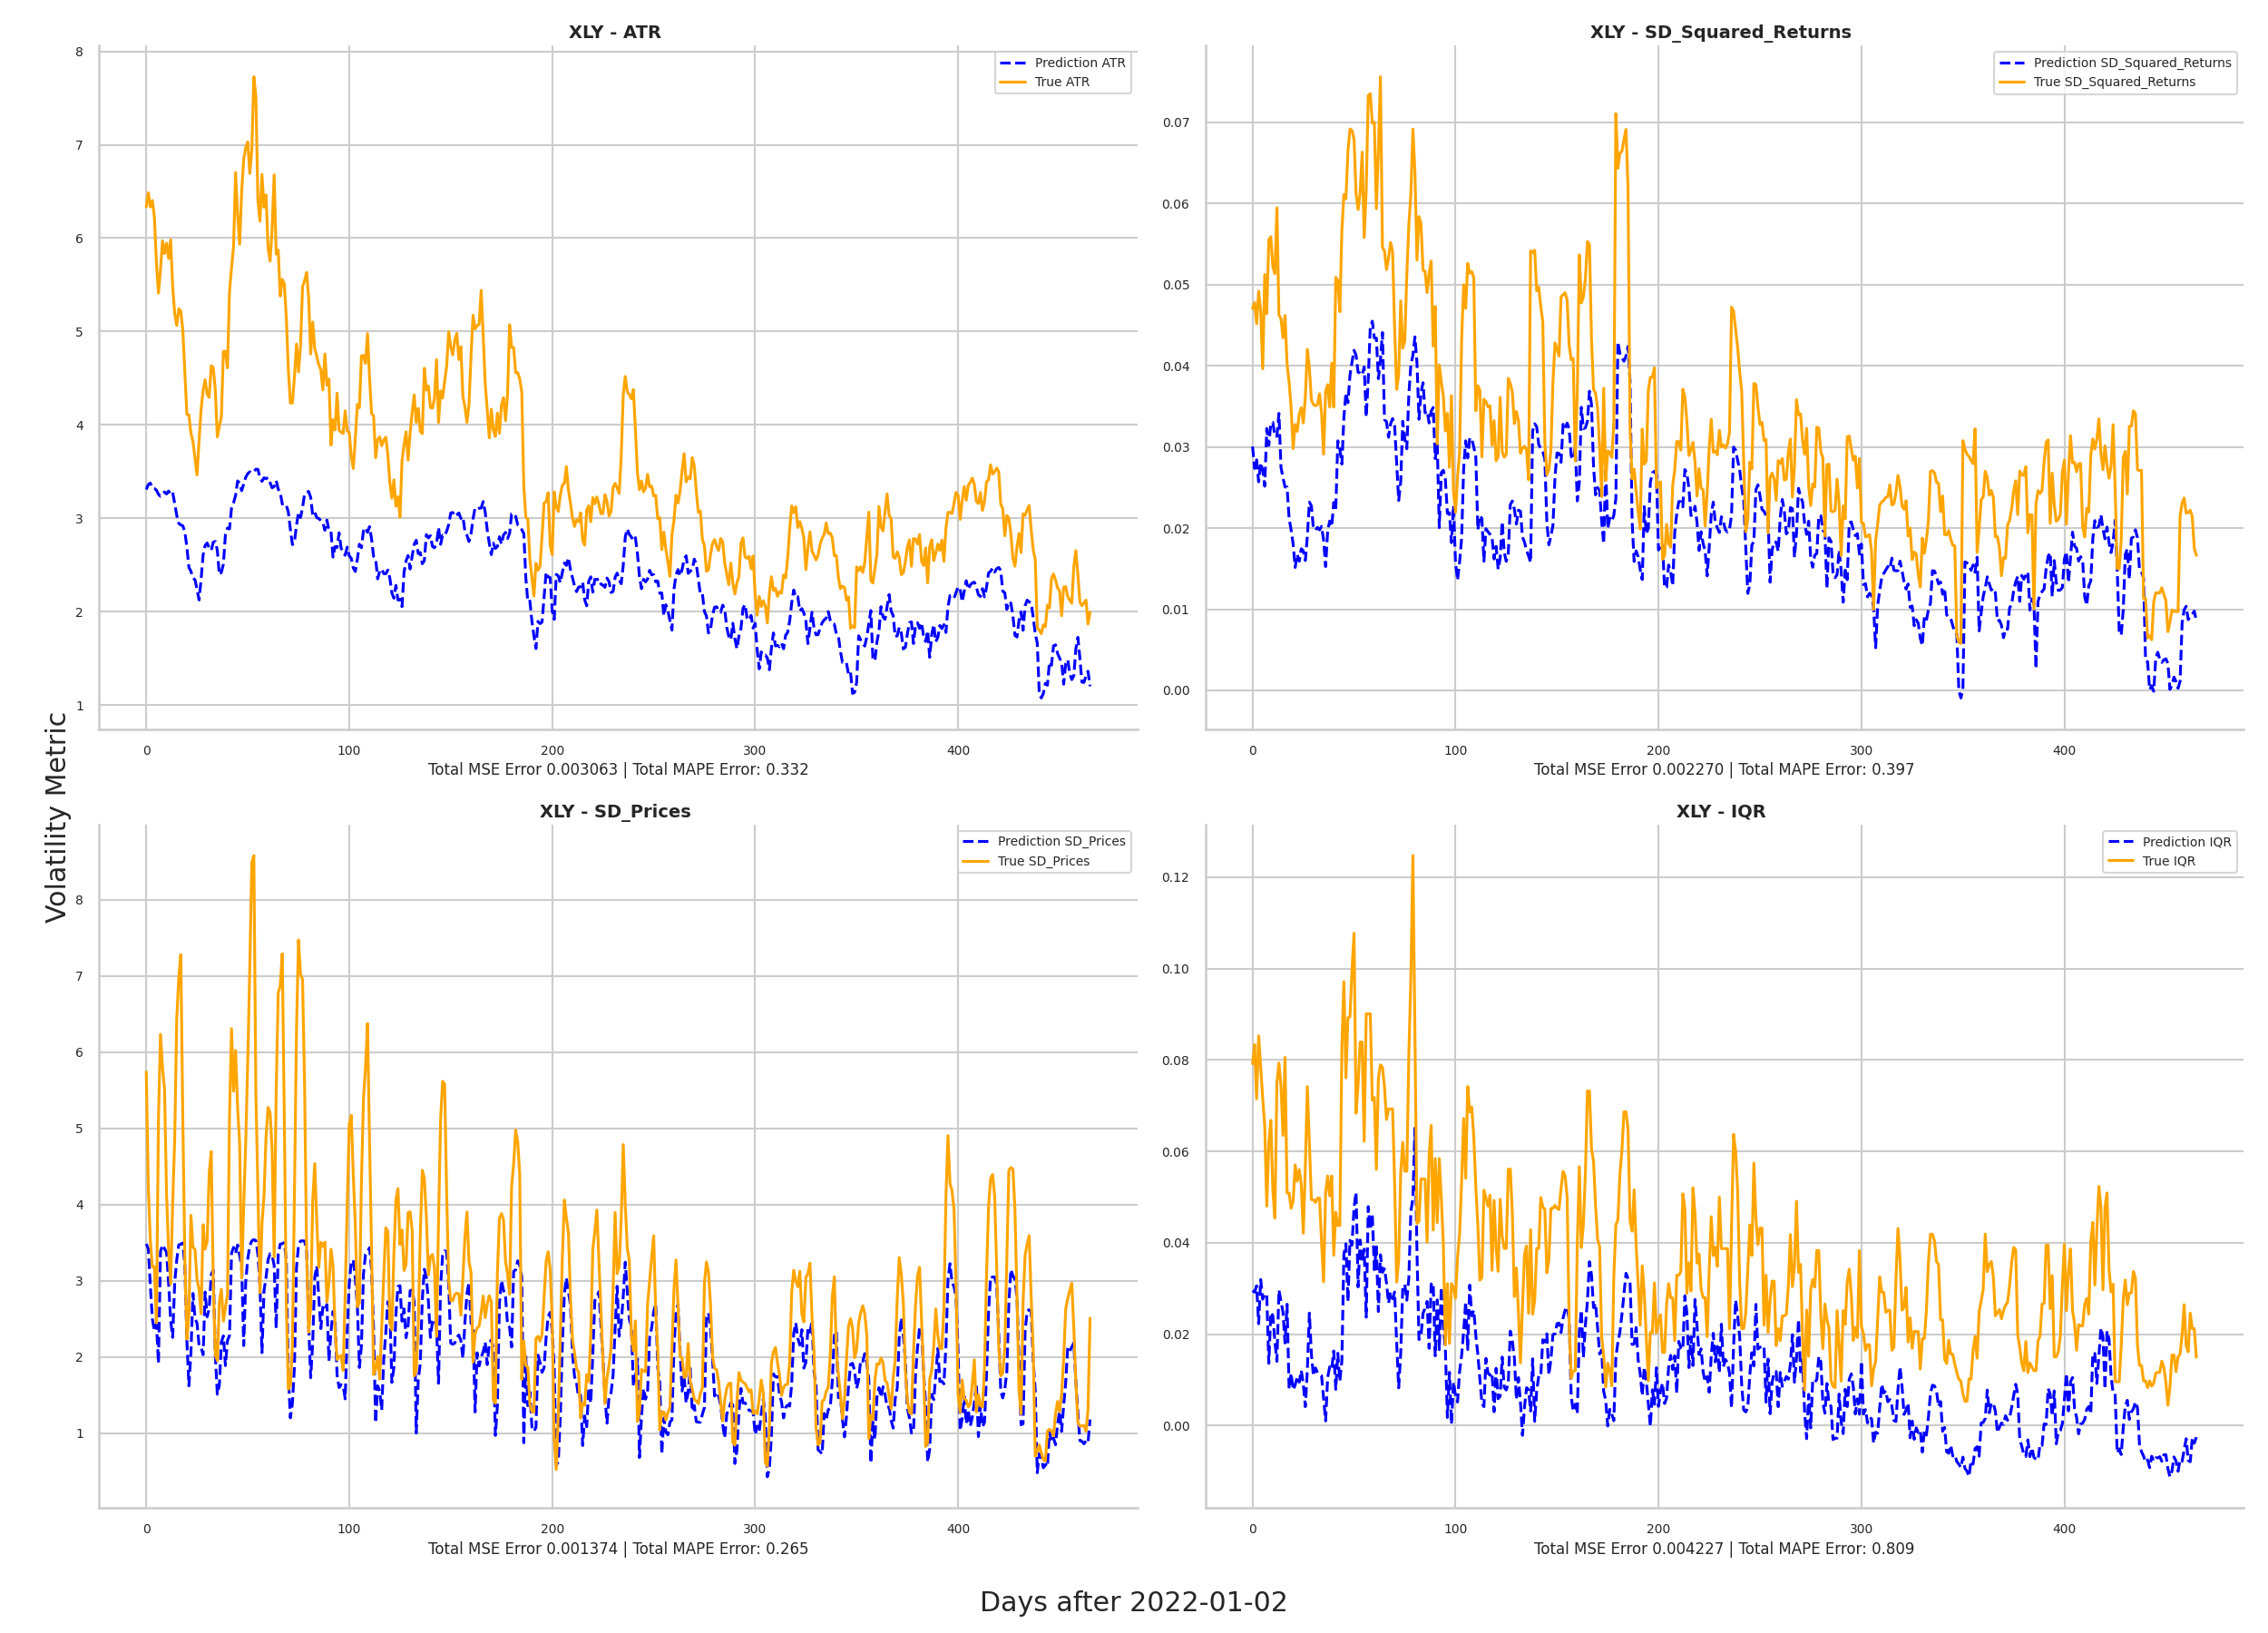 XLY - ATR
8
7
6
5
4
3
2
1
0 100 200 300 400
Prediction ATR
True ATR
Total MSE Error 0.003063 | Total MAPE Error: 0.332
XLY - SD_Squared_Returns
0.07
0.06
0.05
0.04
0.03
0.02
0.01
0.00
0 100 200 300 400
Prediction SD_Squared_Returns
True SD_Squared_Returns
Total MSE Error 0.002270 | Total MAPE Error: 0.397
Volatility Metric
XLY - SD_Prices
8
7
6
5
4
3
2
1
0 100 200 300 400
Prediction SD_Prices
True SD_Prices
Total MSE Error 0.001374 | Total MAPE Error: 0.265
XLY - IQR
0.12
0.10
0.08
0.06
0.04
0.02
0.00
0 100 200 300 400
Prediction IQR
True IQR
Total MSE Error 0.004227 | Total MAPE Error: 0.809
Days after 2022-01-02